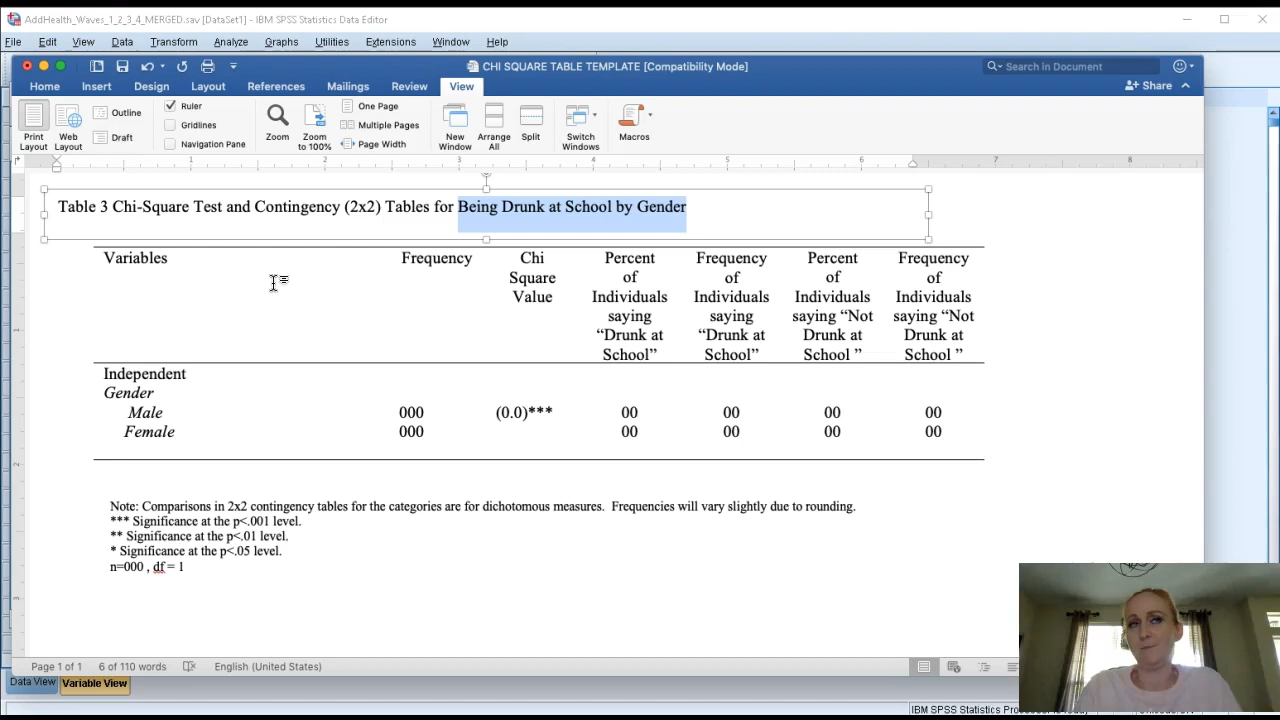 AddHealth_Waves_1_2_3_4_MERGED.sav [DataSet1] - IBM SPSS Statistics Data Editor
File Edit View Data Transform Analyze Graphs Utilities Extensions Window Help
CHI SQUARE TABLE TEMPLATE [Compatibility Mode]
Search in Document
Home Insert Design Layout References Mailings Review View
Share
Print Layout
Web Layout
Outline
Draft
Ruler
Gridlines
Navigation Pane
Zoom
Zoom to 100%
One Page
Multiple Pages
Page Width
New Window
Arrange All
Split
Switch Windows
Macros
1 2 3 4 5 6 7 8
Table 3 Chi-Square Test and Contingency (2x2) Tables for Being Drunk at School by Gender
Variables Frequency Chi Percent Frequency Percent Frequency
Square of of of of
Value Individuals Individuals Individuals Individuals
saying saying saying “Not saying “Not
“Drunk at “Drunk at Drunk at Drunk at
School” School” School ” School ”
Independent
Gender
Male 000 (0.0)*** 00 00 00 00
Female 000 00 00 00 00
Note: Comparisons in 2x2 contingency tables for the categories are for dichotomous measures. Frequencies will vary slightly due to rounding.
*** Significance at the p<.001 level.
** Significance at the p<.01 level.
* Significance at the p<.05 level.
n=000 , df = 1
Page 1 of 1 6 of 110 words English (United States)
Data View Variable View
IBM SPSS Statistics